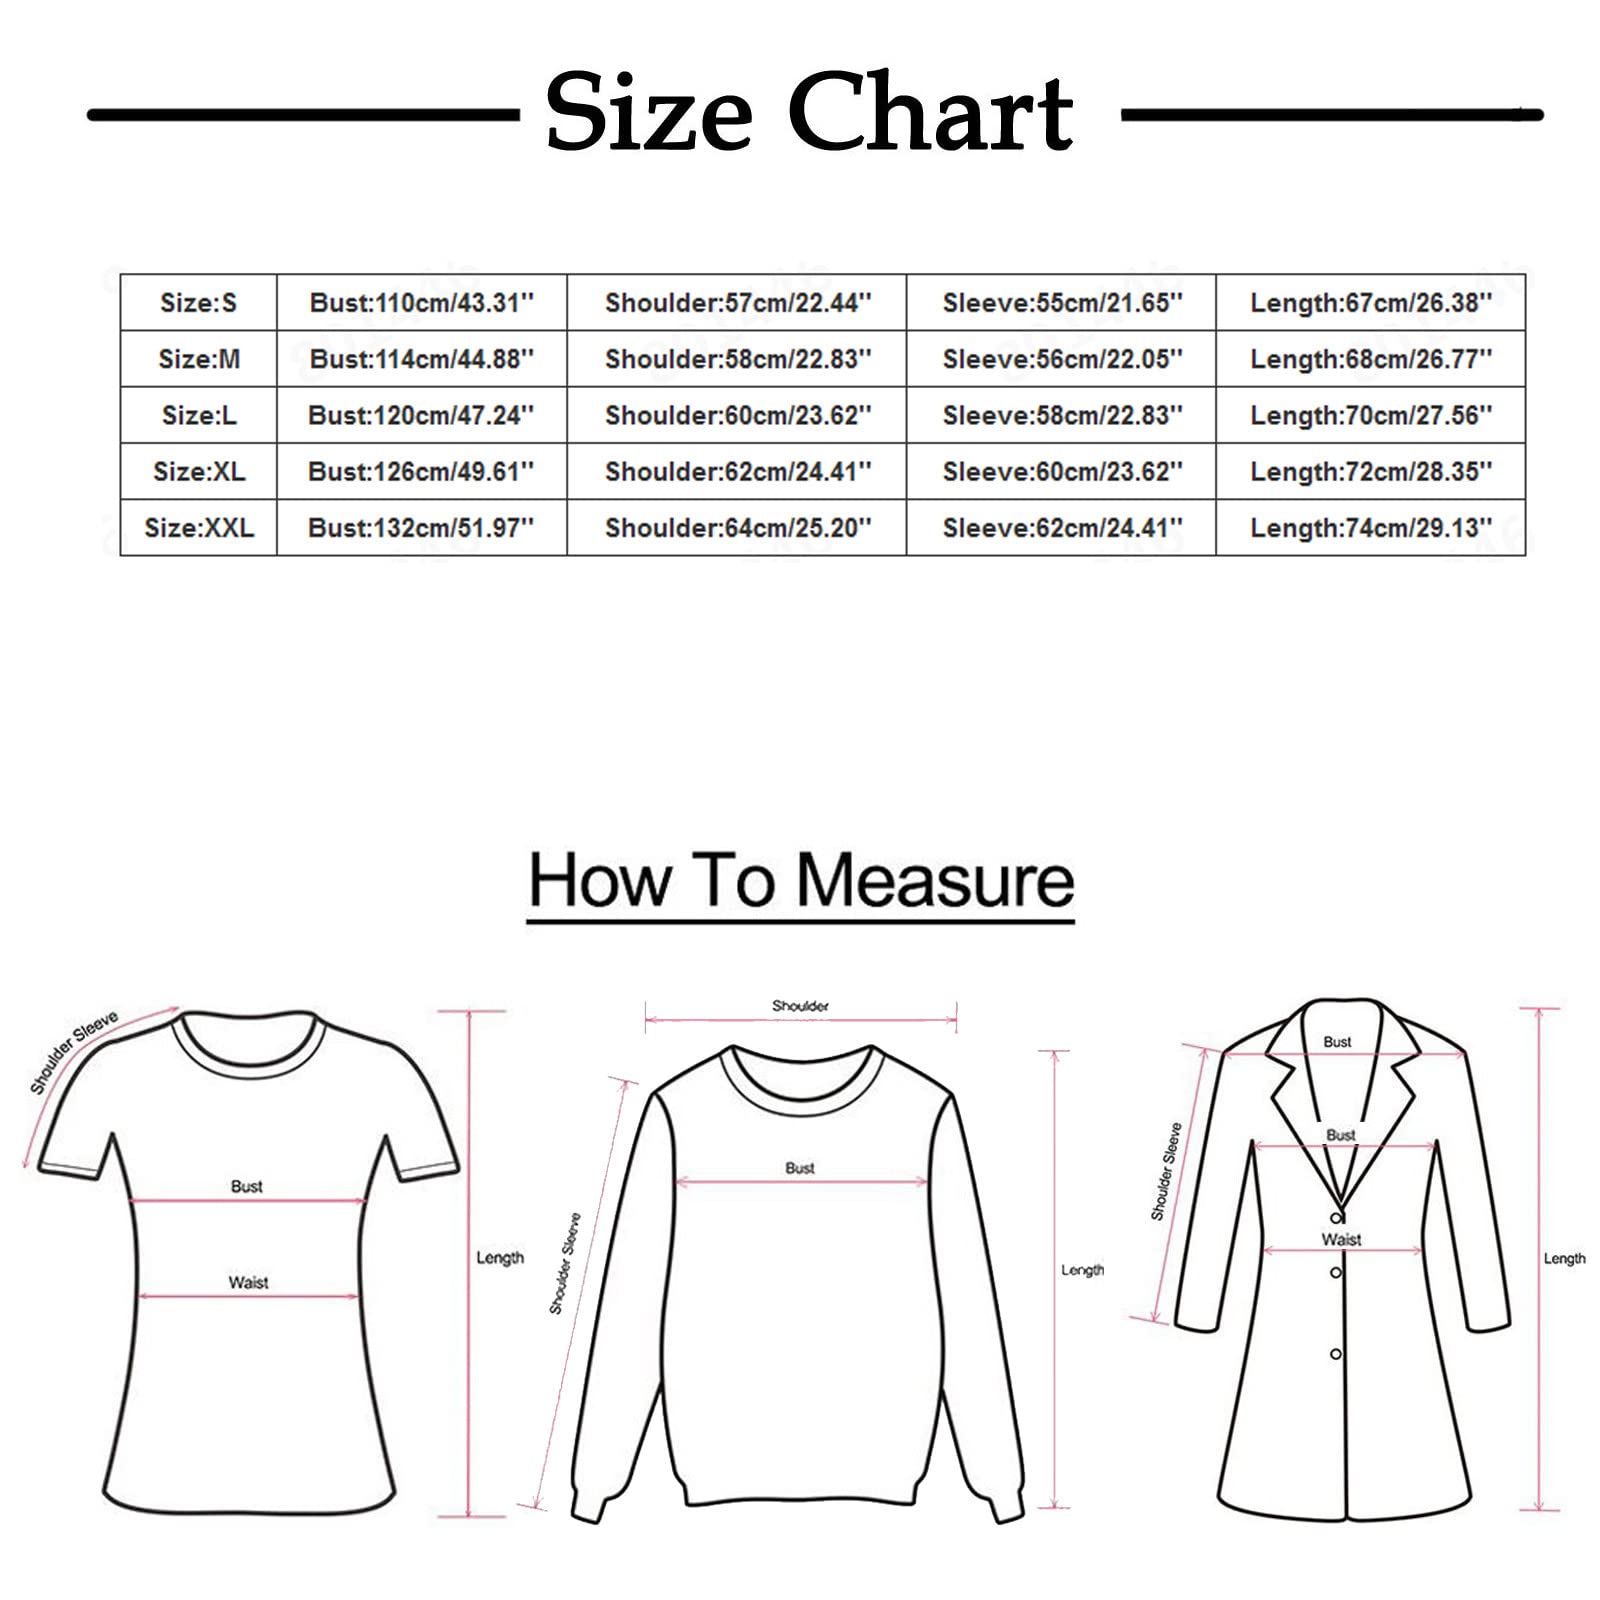 Size Chart
Size:S Bust:110cm/43.31'' Shoulder:57cm/22.44'' Sleeve:55cm/21.65'' Length:67cm/26.38''
Size:M Bust:114cm/44.88'' Shoulder:58cm/22.83'' Sleeve:56cm/22.05'' Length:68cm/26.77''
Size:L Bust:120cm/47.24'' Shoulder:60cm/23.62'' Sleeve:58cm/22.83'' Length:70cm/27.56''
Size:XL Bust:126cm/49.61'' Shoulder:62cm/24.41'' Sleeve:60cm/23.62'' Length:72cm/28.35''
Size:XXL Bust:132cm/51.97'' Shoulder:64cm/25.20'' Sleeve:62cm/24.41'' Length:74cm/29.13''
How To Measure
Shoulder Sleeve
Bust
Waist
Length
Shoulder
Shoulder Sleeve
Bust
Length
Bust
Shoulder Sleeve
Bust
Waist
Length